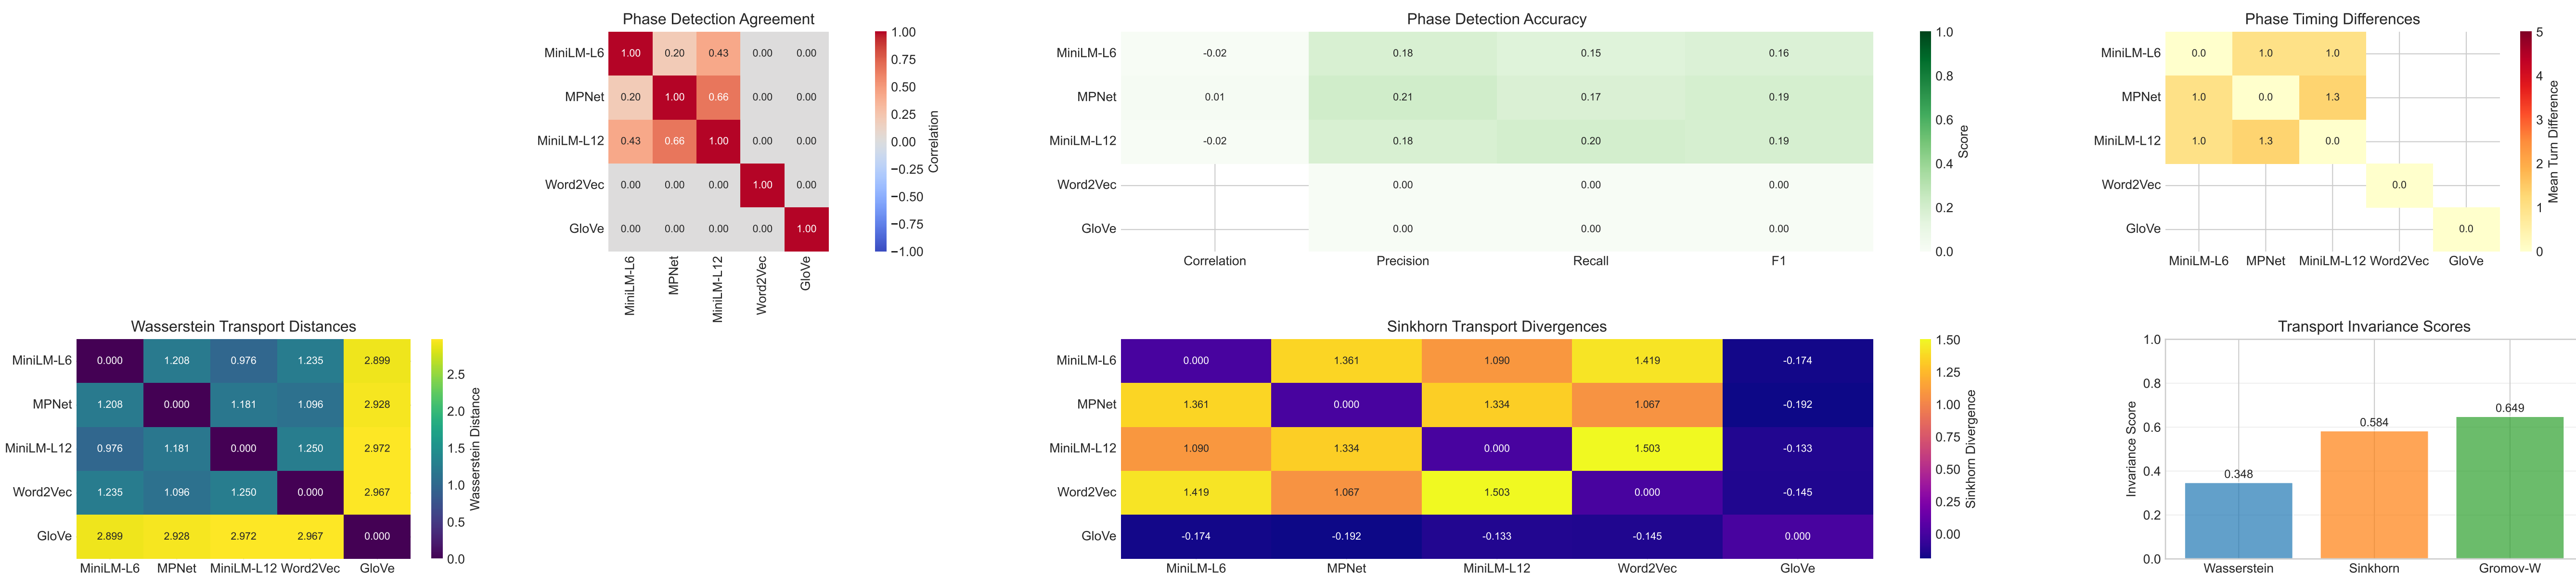 Phase Detection Agreement
MiniLM-L6 1.00 0.20 0.43 0.00 0.00
MPNet 0.20 1.00 0.66 0.00 0.00
MiniLM-L12 0.43 0.66 1.00 0.00 0.00
Word2Vec 0.00 0.00 0.00 1.00 0.00
GloVe 0.00 0.00 0.00 0.00 1.00
MiniLM-L6 MPNet MiniLM-L12 Word2Vec GloVe
1.00
0.75
0.50
0.25
0.00
−0.25
−0.50
−0.75
−1.00
Correlation
Phase Detection Accuracy
MiniLM-L6 -0.02 0.18 0.15 0.16
MPNet 0.01 0.21 0.17 0.19
MiniLM-L12 -0.02 0.18 0.20 0.19
Word2Vec 0.00 0.00 0.00
GloVe 0.00 0.00 0.00
Correlation Precision Recall F1
1.0
0.8
0.6
0.4
0.2
0.0
Score
Phase Timing Differences
MiniLM-L6 0.0 1.0 1.0
MPNet 1.0 0.0 1.3
MiniLM-L12 1.0 1.3 0.0
Word2Vec 0.0
GloVe 0.0
MiniLM-L6 MPNet MiniLM-L12 Word2Vec GloVe
5
4
3
2
1
0
Mean Turn Difference
Wasserstein Transport Distances
MiniLM-L6 0.000 1.208 0.976 1.235 2.899
MPNet 1.208 0.000 1.181 1.096 2.928
MiniLM-L12 0.976 1.181 0.000 1.250 2.972
Word2Vec 1.235 1.096 1.250 0.000 2.967
GloVe 2.899 2.928 2.972 2.967 0.000
MiniLM-L6 MPNet MiniLM-L12 Word2Vec GloVe
2.5
2.0
1.5
1.0
0.5
0.0
Wasserstein Distance
Sinkhorn Transport Divergences
MiniLM-L6 0.000 1.361 1.090 1.419 -0.174
MPNet 1.361 0.000 1.334 1.067 -0.192
MiniLM-L12 1.090 1.334 0.000 1.503 -0.133
Word2Vec 1.419 1.067 1.503 0.000 -0.145
GloVe -0.174 -0.192 -0.133 -0.145 0.000
MiniLM-L6 MPNet MiniLM-L12 Word2Vec GloVe
1.50
1.25
1.00
0.75
0.50
0.25
0.00
Sinkhorn Divergence
Transport Invariance Scores
1.0
0.8
0.6
0.4
0.2
0.0
Invariance Score
0.348 0.584 0.649
Wasserstein Sinkhorn Gromov-W